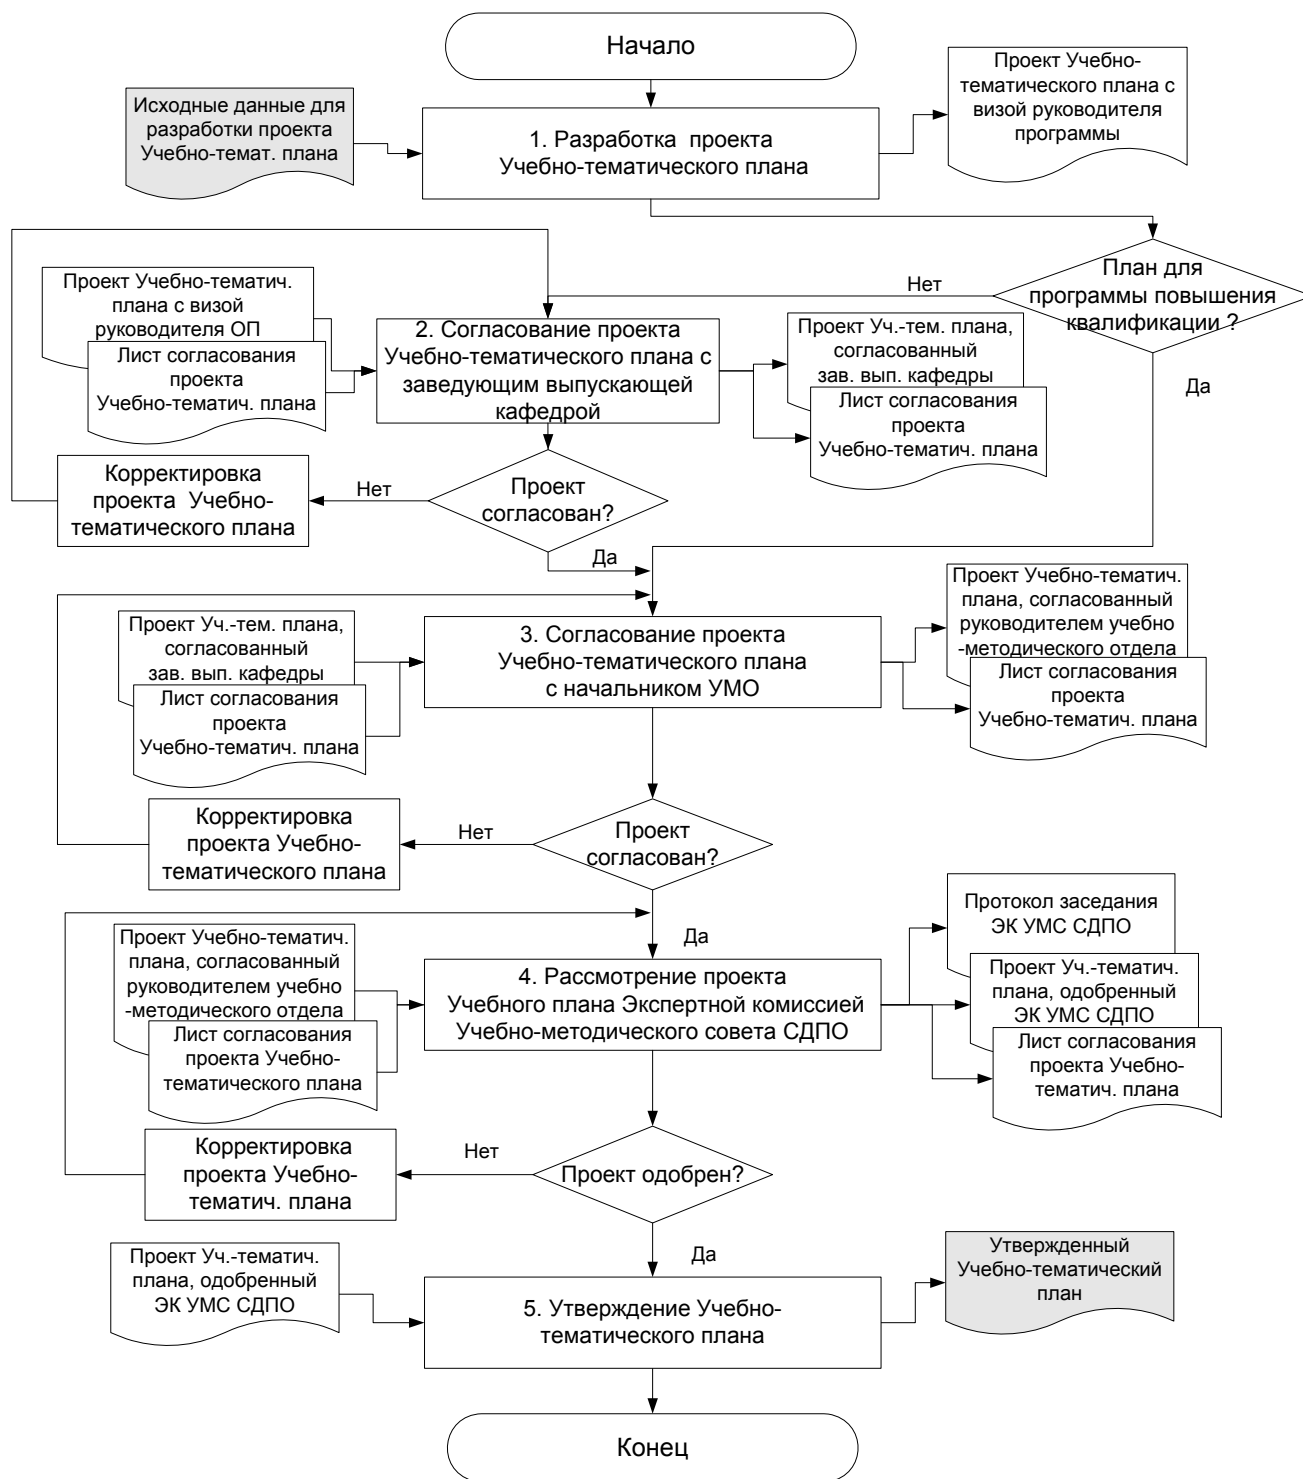 Начало
Исходные данные для
разработки проекта
Учебно-темат. плана
1. Разработка проекта
Учебно-тематического плана
Проект Учебно-
тематического плана с
визой руководителя
программы
План для
программы повышения
квалификации ?
Нет
Да
Проект Учебно-тематич.
плана с визой
руководителя ОП
Лист согласования
проекта
Учебно-тематич. плана
2. Согласование проекта
Учебно-тематического плана с
заведующим выпускающей
кафедрой
Проект Уч.-тем. плана,
согласованный
зав. вып. кафедры
Лист согласования
проекта
Учебно-тематич. плана
Корректировка
проекта Учебно-
тематического плана
Нет
Проект
согласован?
Да
Проект Уч.-тем. плана,
согласованный
зав. вып. кафедры
Лист согласования
проекта
Учебно-тематич. плана
3. Согласование проекта
Учебно-тематического плана
с начальником УМО
Проект Учебно-тематич.
плана, согласованный
руководителем учебно
-методического отдела
Лист согласования
проекта
Учебно-тематич. плана
Корректировка
проекта Учебно-
тематического плана
Нет
Проект
согласован?
Да
Проект Учебно-тематич.
плана, согласованный
руководителем учебно
-методического отдела
Лист согласования
проекта Учебно-
тематического плана
4. Рассмотрение проекта
Учебного плана Экспертной комиссией
Учебно-методического совета СДПО
Протокол заседания
ЭК УМС СДПО
Проект Уч.-тематич.
плана, одобренный
ЭК УМС СДПО
Лист согласования
проекта Учебно-
тематич. плана
Корректировка
проекта Учебно-
тематич. плана
Нет
Проект одобрен?
Да
Проект Уч.-тематич.
плана, одобренный
ЭК УМС СДПО
5. Утверждение Учебно-
тематического плана
Утвержденный
Учебно-тематический
план
Конец